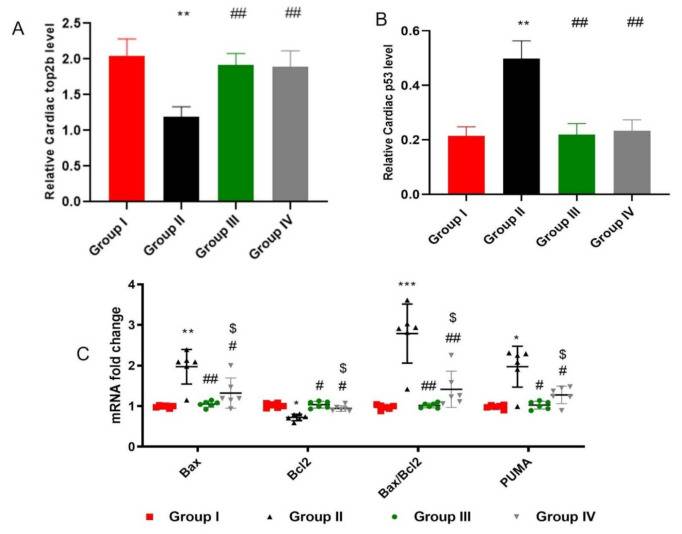 A
Relative Cardiac top2b level
2.5
2.0
1.5
1.0
0.5
0.0
** ## ##
Group I Group II Group III Group IV
B
Relative Cardiac p53 level
0.6
0.4
0.2
0.0
** ## ##
Group I Group II Group III Group IV
C
mRNA fold change
4
3
2
1
0
** ## $ #
* # $ #
*** ## $ ##
* # $ #
Bax Bcl2 Bax/Bcl2 PUMA
Group I Group II Group III Group IV